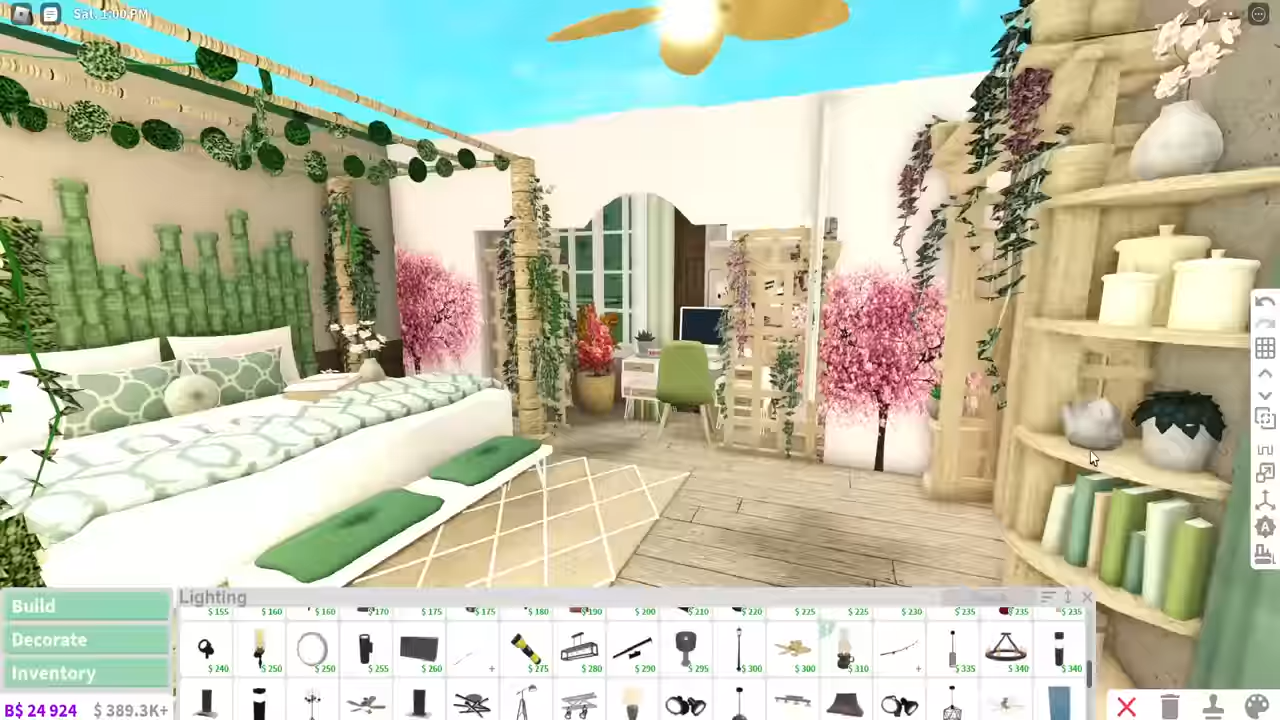 Sat. 1:00 PM
Build
Decorate
Inventory
B$ 24 924 $ 389.3K+
Lighting
$ 155 $ 160 $ 160 $ 170 $ 175 $ 175 $ 180 $ 190 $ 200 $ 210 $ 220 $ 225 $ 225 $ 230 $ 235 $ 235 $ 235
$ 240 $ 250 $ 250 $ 255 $ 260 + $ 275 $ 280 $ 290 $ 295 $ 300 $ 300 $ 310 + $ 335 $ 340 $ 340
A